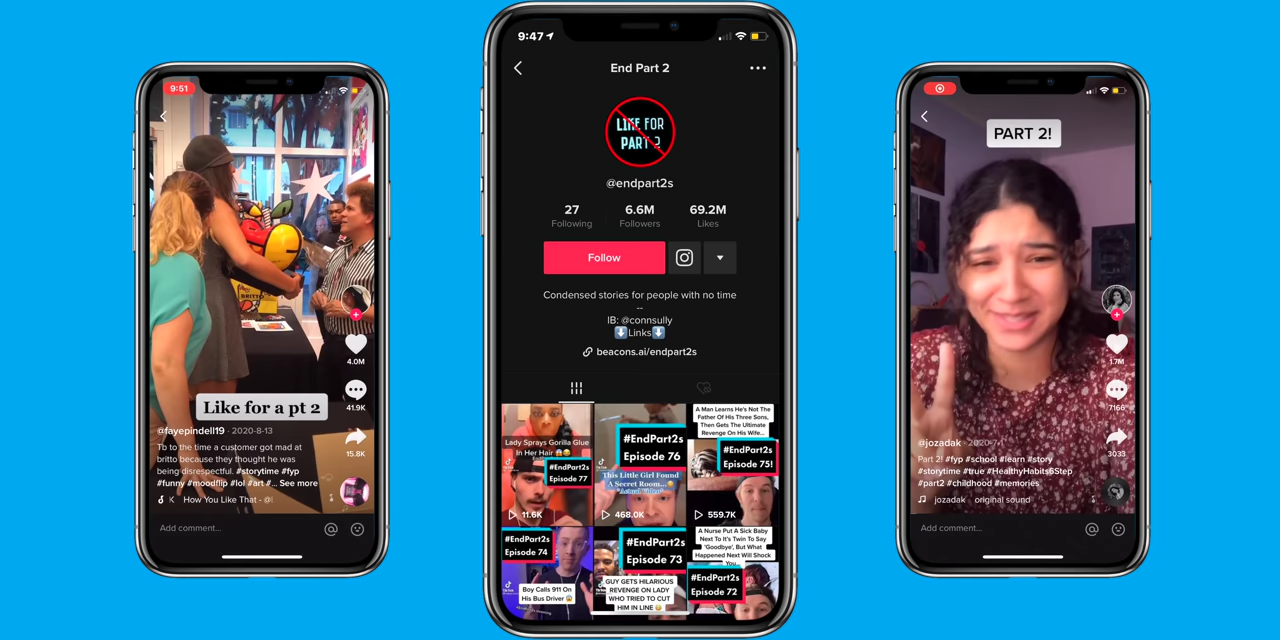 9:51
BRITTO
Like for a pt 2
4.0M
41.9K
15.8K
@fayepindell19 · 2020-8-13
Tb to the time a customer got mad at
britto because they thought he was
being disrespectful. #storytime #fyp
#funny #moodflip #lol #art #... See more
K How You Like That - @
Add comment...
9:47
End Part 2
LIKE FOR
PART 2
@endpart2s
27
Following
6.6M
Followers
69.2M
Likes
Follow
Condensed stories for people with no time
--
IB: @connsully
⬇️Links⬇️
beacons.ai/endpart2s
Lady Sprays Gorilla Glue
In Her Hair
#EndPart2s
Episode 77
11.6K
#EndPart2s
Episode 76
This Little Girl Found
A Secret Room...
*Actual Video*
468.0K
A Man Learns He's Not The
Father Of His Three Sons,
Then Gets The Ultimate
Revenge On His Wife...
#EndPart2s
Episode 75!
559.7K
#EndPart2s
Episode 74
Boy Calls 911 On
His Bus Driver
#EndPart2s
Episode 73
GUY GETS HILARIOUS
REVENGE ON LADY
WHO TRIED TO CUT
HIM IN LINE
A Nurse Put A Sick Baby
Next To It's Twin To Say
'Goodbye', But What
Happened Next Will Shock
You...
#EndPart2s
Episode 72
PART 2!
1.7M
7166
3033
@jozadak · 2020-7-1
Part 2! #fyp #school #learn #story
#storytime #true #HealthyHabits6Step
#part2 #childhood #memories
jozadak original sound
Add comment...